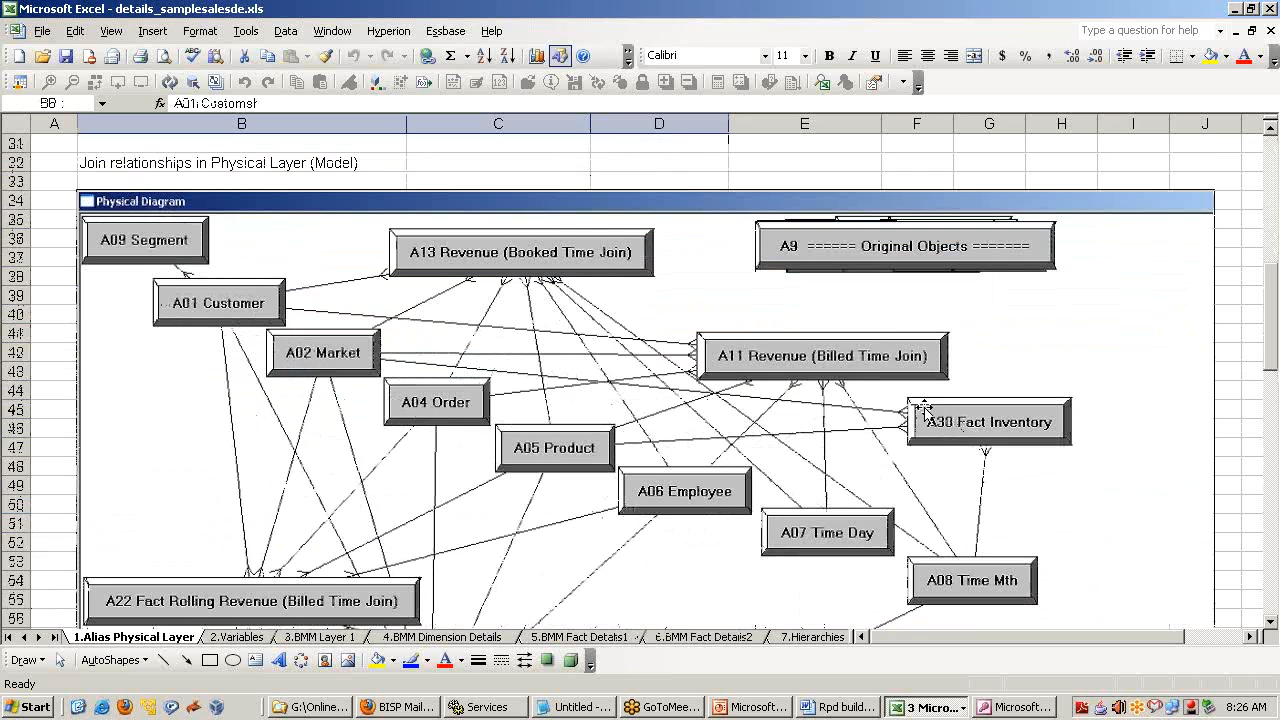 Microsoft Excel - details_samplesalesde.xls
File Edit View Insert Format Tools Data Window Hyperion Essbase Help
Type a question for help
Calibri 11 B I U
fx A01 Customer
A B C D E F G H I J
Join relationships in Physical Layer (Model)
Physical Diagram
A09 Segment
A13 Revenue (Booked Time Join)
A9 ====== Original Objects =======
A01 Customer
A02 Market
A11 Revenue (Billed Time Join)
A04 Order
A30 Fact Inventory
A05 Product
A06 Employee
A07 Time Day
A08 Time Mth
A22 Fact Rolling Revenue (Billed Time Join)
31
33
34
35
36
37
38
39
40
43
44
45
46
47
48
49
50
51
52
53
54
55
56
1.Alias Physical Layer 2.Variables 3.BMM Layer 1 4.BMM Dimension Details 5.BMM Fact Details1 6.BMM Fact Details2 7.Hierarchies
Draw AutoShapes
Ready
Start G:\Online... BISP Mail... Services Untitled - ... GoToMee... Microsoft... Rpd build... 3 Micro... Microsoft... 8:26 AM